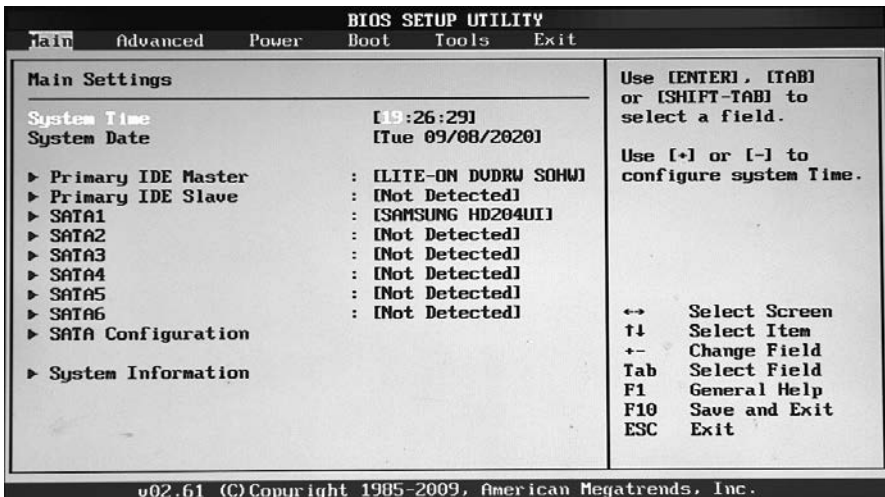 BIOS SETUP UTILITY
Main Advanced Power Boot Tools Exit
Main Settings
System Time [19:26:29]
System Date [Tue 09/08/2020]
▶ Primary IDE Master : [LITE-ON DVDRW SOHW]
▶ Primary IDE Slave : [Not Detected]
▶ SATA1 : [SAMSUNG HD204UI]
▶ SATA2 : [Not Detected]
▶ SATA3 : [Not Detected]
▶ SATA4 : [Not Detected]
▶ SATA5 : [Not Detected]
▶ SATA6 : [Not Detected]
▶ SATA Configuration
▶ System Information
Use [ENTER], [TAB]
or [SHIFT-TAB] to
select a field.
Use [+] or [-] to
configure system Time.
↔ Select Screen
↑↓ Select Item
+- Change Field
Tab Select Field
F1 General Help
F10 Save and Exit
ESC Exit
v02.61 (C)Copyright 1985-2009, American Megatrends, Inc.